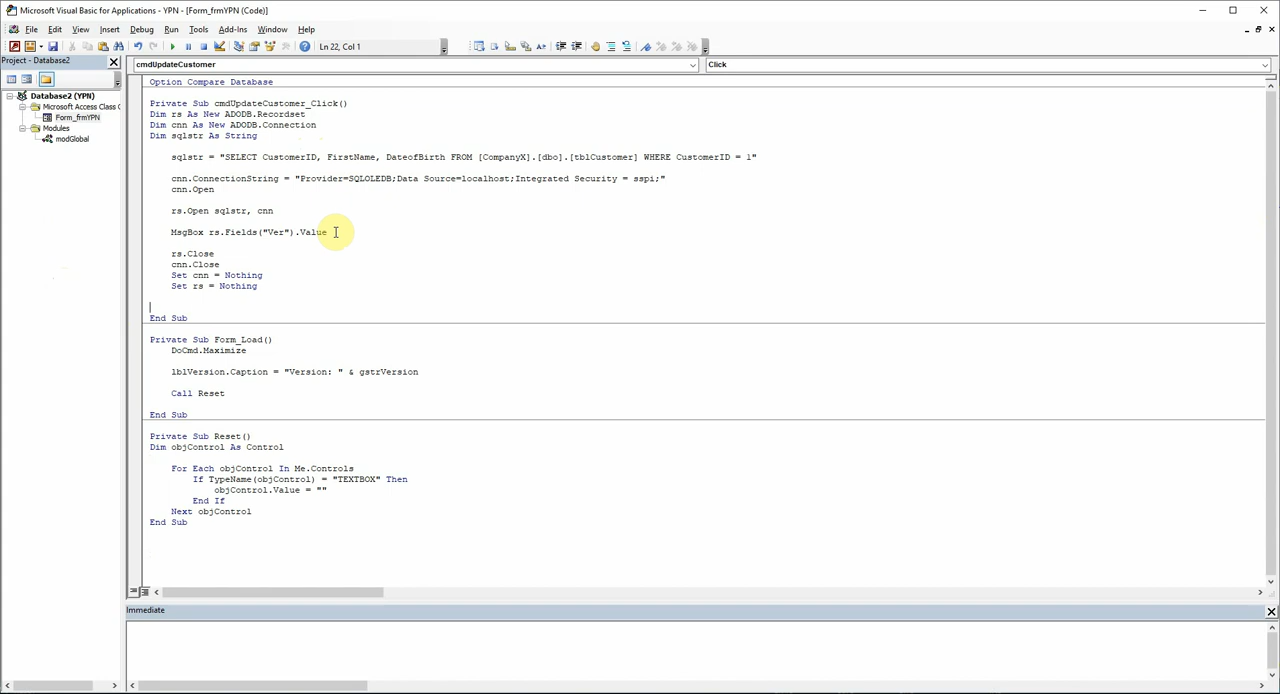 Microsoft Visual Basic for Applications - YPN - [Form_frmYPN (Code)]
File Edit View Insert Debug Run Tools Add-Ins Window Help
Ln 22, Col 1
Project - Database2
cmdUpdateCustomer Click
Database2 (YPN)
Microsoft Access Class O
Form_frmYPN
Modules
modGlobal
Option Compare Database
Private Sub cmdUpdateCustomer_Click()
Dim rs As New ADODB.Recordset
Dim cnn As New ADODB.Connection
Dim sqlstr As String
sqlstr = "SELECT CustomerID, FirstName, DateofBirth FROM [CompanyX].[dbo].[tblCustomer] WHERE CustomerID = 1"
cnn.ConnectionString = "Provider=SQLOLEDB;Data Source=localhost;Integrated Security = sspi;"
cnn.Open
rs.Open sqlstr, cnn
MsgBox rs.Fields("Ver").Value
rs.Close
cnn.Close
Set cnn = Nothing
Set rs = Nothing
End Sub
Private Sub Form_Load()
DoCmd.Maximize
lblVersion.Caption = "Version: " & gstrVersion
Call Reset
End Sub
Private Sub Reset()
Dim objControl As Control
For Each objControl In Me.Controls
If TypeName(objControl) = "TEXTBOX" Then
objControl.Value = ""
End If
Next objControl
End Sub
Immediate